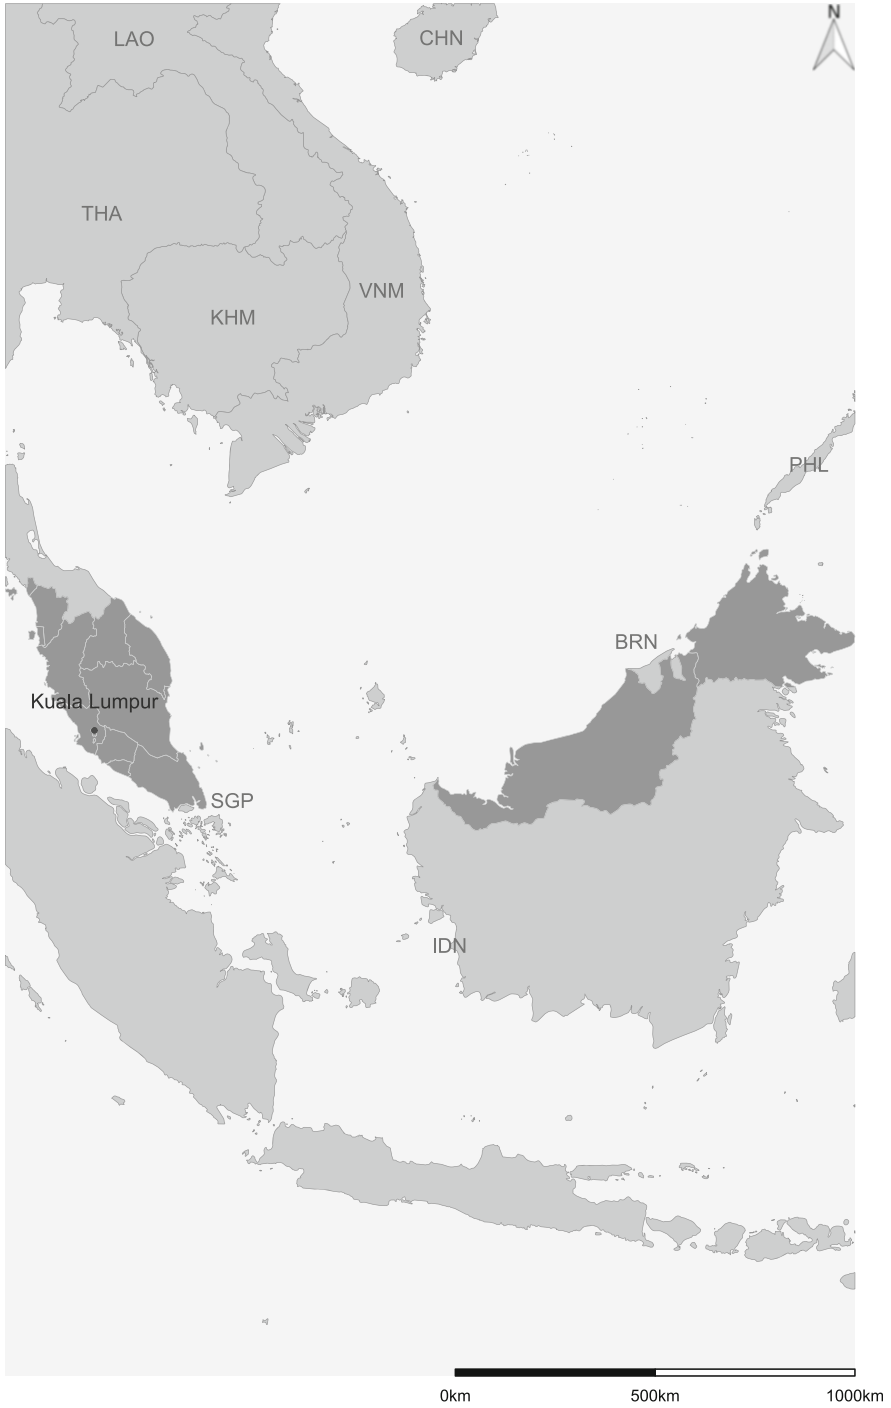 N
LAO
CHN
THA
VNM
KHM
PHL
BRN
Kuala Lumpur
SGP
IDN
0km 500km 1000km